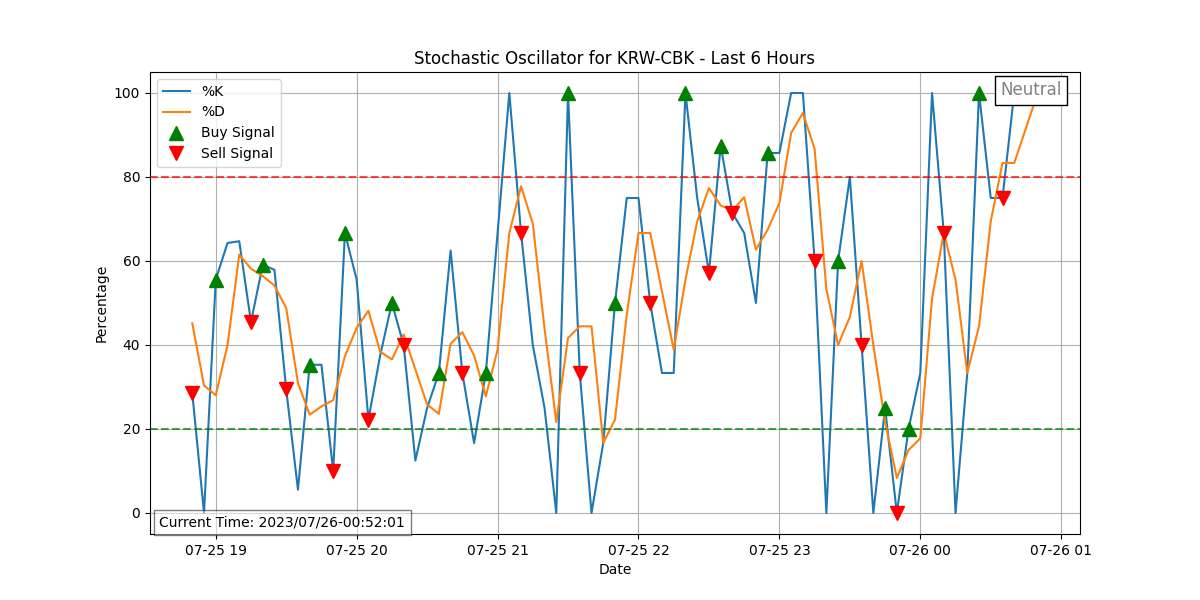 Stochastic Oscillator for KRW-CBK - Last 6 Hours
%K
%D
Buy Signal
Sell Signal
Neutral
100
80
60
40
20
0
Percentage
Current Time: 2023/07/26-00:52:01
07-25 19
07-25 20
07-25 21
07-25 22
07-25 23
07-26 00
07-26 01
Date